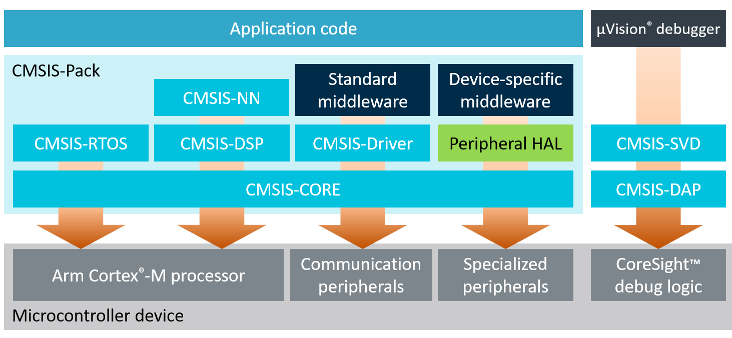 Application code
µVision® debugger
CMSIS-Pack
CMSIS-NN
Standard
middleware
Device-specific
middleware
CMSIS-RTOS
CMSIS-DSP
CMSIS-Driver
Peripheral HAL
CMSIS-SVD
CMSIS-CORE
CMSIS-DAP
Arm Cortex®-M processor
Communication
peripherals
Specialized
peripherals
CoreSight™
debug logic
Microcontroller device